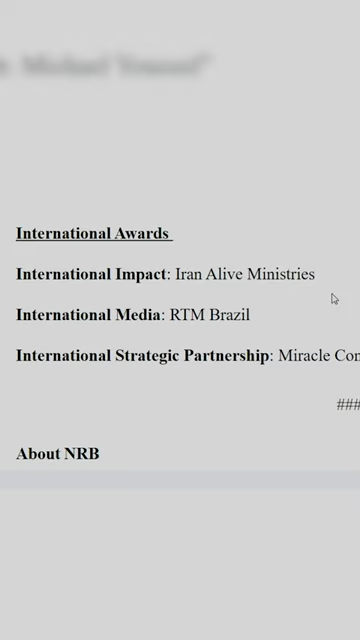 International Awards
International Impact: Iran Alive Ministries
International Media: RTM Brazil
International Strategic Partnership: Miracle
###
About NRB